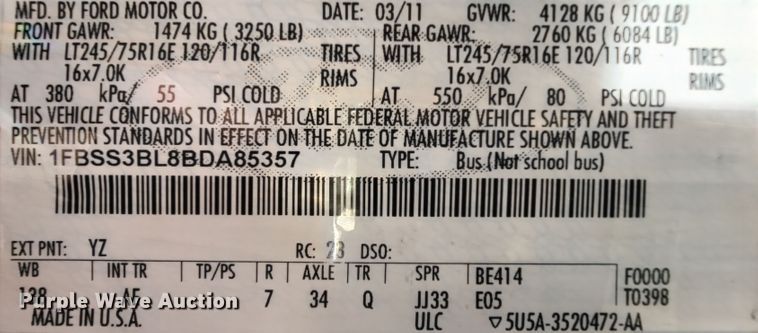 MFD. BY FORD MOTOR CO. DATE: 03/11 GVWR: 4128 KG ( 9100 LB)
FRONT GAWR: 1474 KG ( 3250 LB) REAR GAWR: 2760 KG ( 6084 LB)
WITH LT245/75R16E 120/116R TIRES WITH LT245/75R16E 120/116R TIRES
16x7.0K RIMS 16x7.0K RIMS
AT 380 kPa/ 55 PSI COLD AT 550 kPa/ 80 PSI COLD
THIS VEHICLE CONFORMS TO ALL APPLICABLE FEDERAL MOTOR VEHICLE SAFETY AND THEFT
PREVENTION STANDARDS IN EFFECT ON THE DATE OF MANUFACTURE SHOWN ABOVE.
VIN: 1FBSS3BL8BDA85357 TYPE: Bus (Not school bus)
EXT PNT: YZ RC: 23 DSO:
WB INT TR TP/PS R AXLE TR SPR BE414 F0000
138 AE 7 34 Q JJ33 E05 T0398
Purple Wave Auction
MADE IN U.S.A. ULC ▽5U5A-3520472-AA